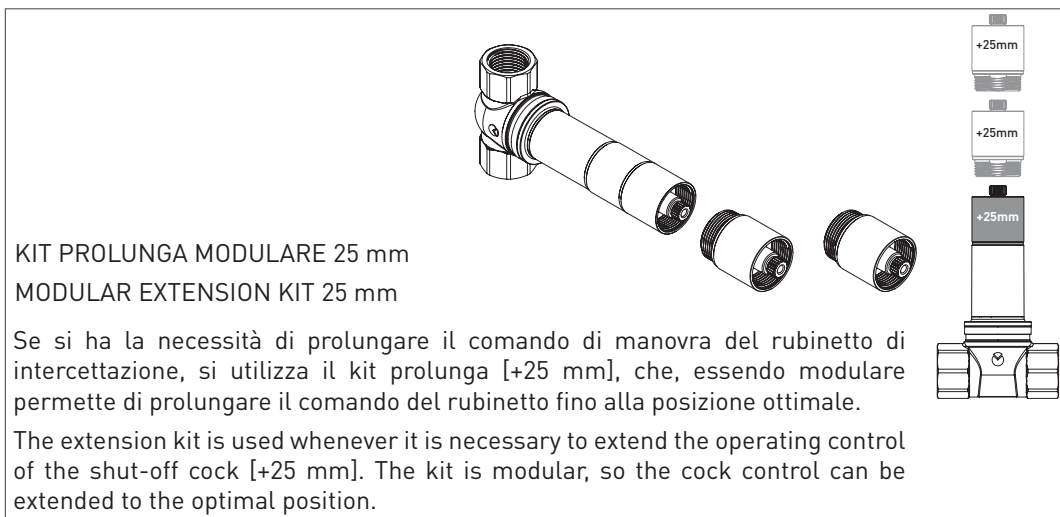 +25mm
+25mm
+25mm
KIT PROLUNGA MODULARE 25 mm
MODULAR EXTENSION KIT 25 mm
Se si ha la necessità di prolungare il comando di manovra del rubinetto di
intercettazione, si utilizza il kit prolunga [+25 mm], che, essendo modulare
permette di prolungare il comando del rubinetto fino alla posizione ottimale.
The extension kit is used whenever it is necessary to extend the operating control
of the shut-off cock [+25 mm]. The kit is modular, so the cock control can be
extended to the optimal position.